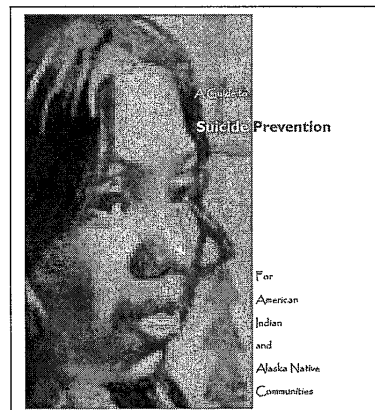 A Guide to
Suicide Prevention
For
American
Indian
and
Alaska Native
Communities